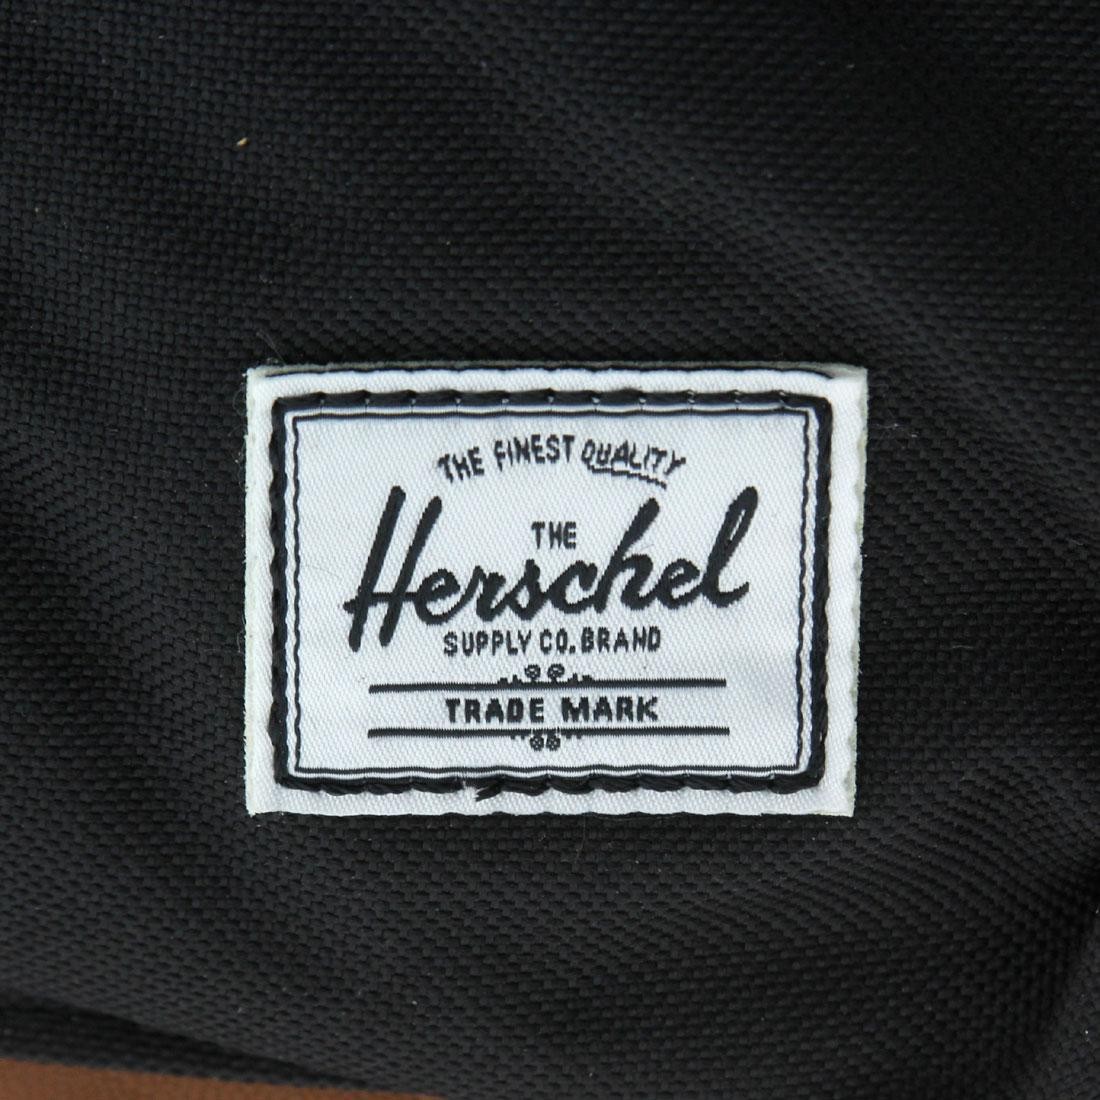 THE FINEST QUALITY
THE
Herschel
SUPPLY CO. BRAND
TRADE MARK